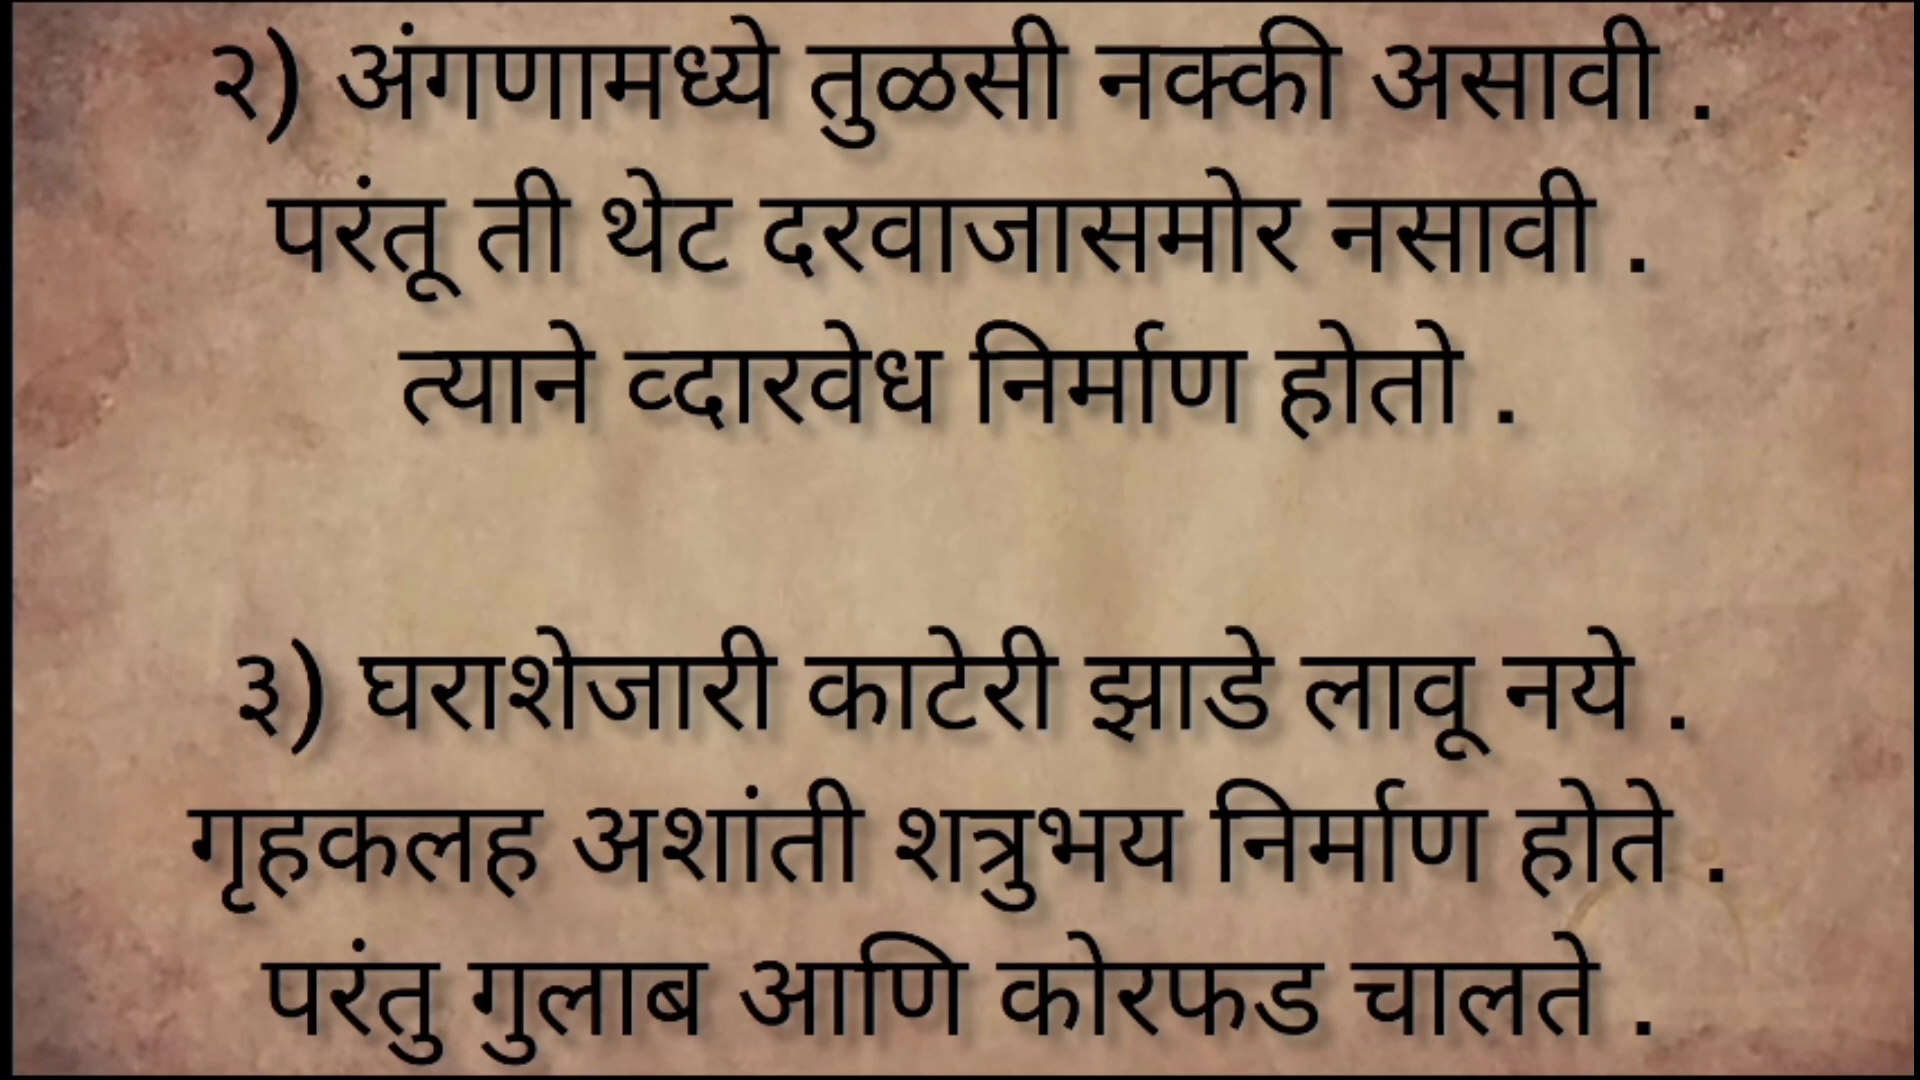 २) अंगणामध्ये तुळसी नक्की असावी .
परंतू ती थेट दरवाजासमोर नसावी .
त्याने व्दारवेध निर्माण होतो .
३) घराशेजारी काटेरी झाडे लावू नये .
गृहकलह अशांती शत्रुभय निर्माण होते .
परंतु गुलाब आणि कोरफड चालते .